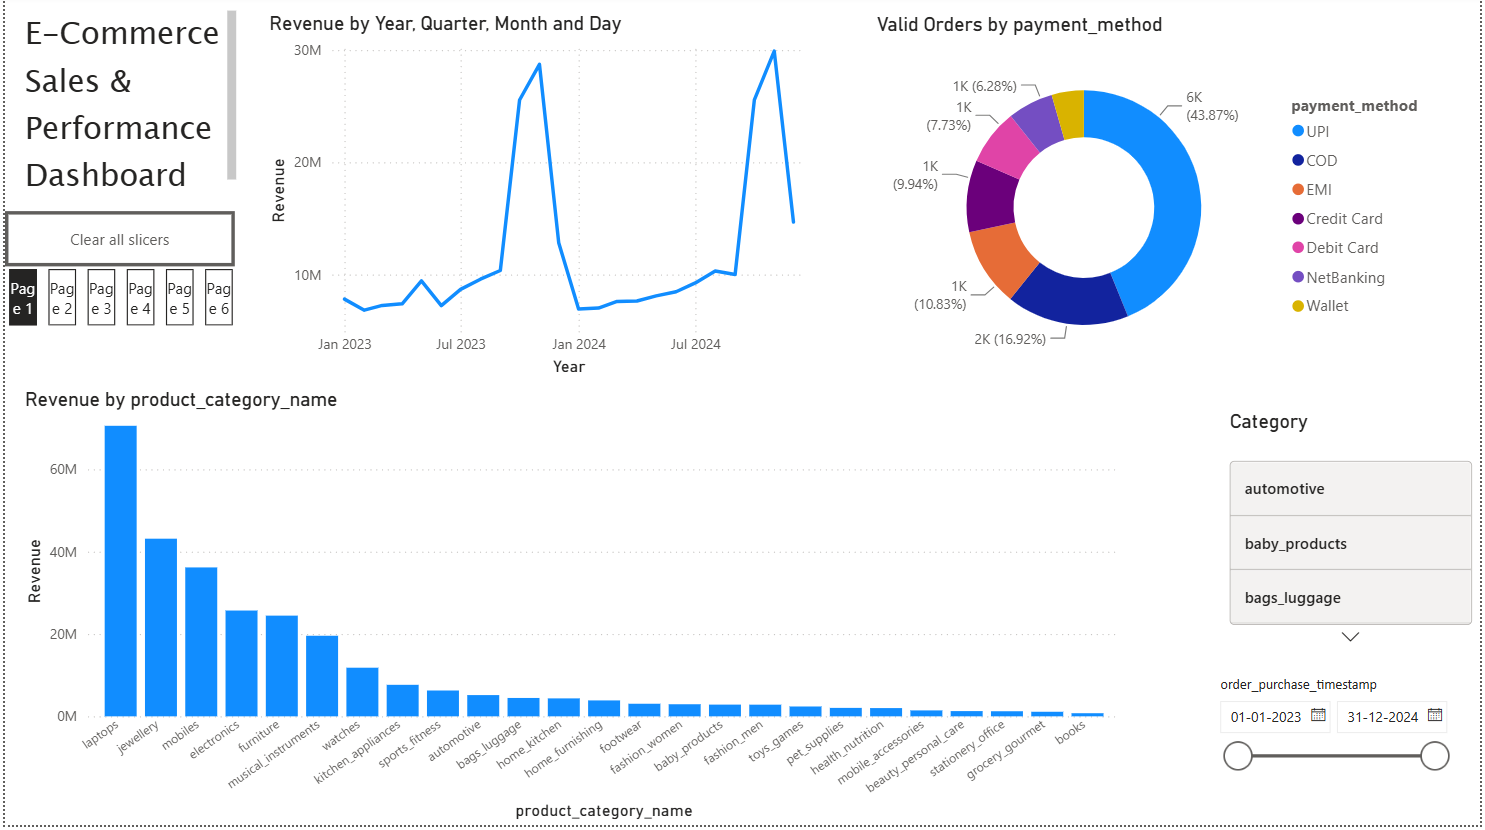 E-Commerce
Sales &
Performance
Dashboard
Clear all slicers
Pag
e 1
Pag
e 2
Pag
e 3
Pag
e 4
Pag
e 5
Pag
e 6
Revenue by Year, Quarter, Month and Day
30M
20M
10M
Revenue
Jan 2023
Jul 2023
Jan 2024
Jul 2024
Year
Valid Orders by payment_method
1K (6.28%)
1K
(7.73%)
1K
(9.94%)
1K
(10.83%)
2K (16.92%)
6K
(43.87%)
payment_method
UPI
COD
EMI
Credit Card
Debit Card
NetBanking
Wallet
Revenue by product_category_name
60M
40M
20M
0M
Revenue
laptops
jewellery
mobiles
electronics
furniture
musical_instruments
watches
kitchen_appliances
sports_fitness
automotive
bags_luggage
home_kitchen
home_furnishing
footwear
fashion_women
baby_products
fashion_men
toys_games
pet_supplies
health_nutrition
mobile_accessories
beauty_personal_care
stationery_office
grocery_gourmet
books
product_category_name
Category
automotive
baby_products
bags_luggage
order_purchase_timestamp
01-01-2023
31-12-2024